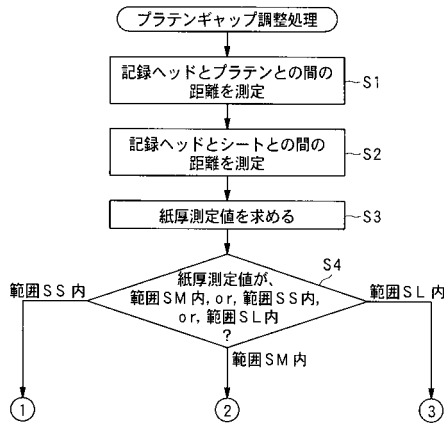 プラテンギャップ調整処理
記録ヘッドとプラテンとの間の
距離を測定
S1
記録ヘッドとシートとの間の
距離を測定
S2
紙厚測定値を求める
S3
S4
紙厚測定値が、
範囲SM内, or, 範囲SS内,
or, 範囲SL内
?
範囲SS内
範囲SL内
範囲SM内
1
2
3